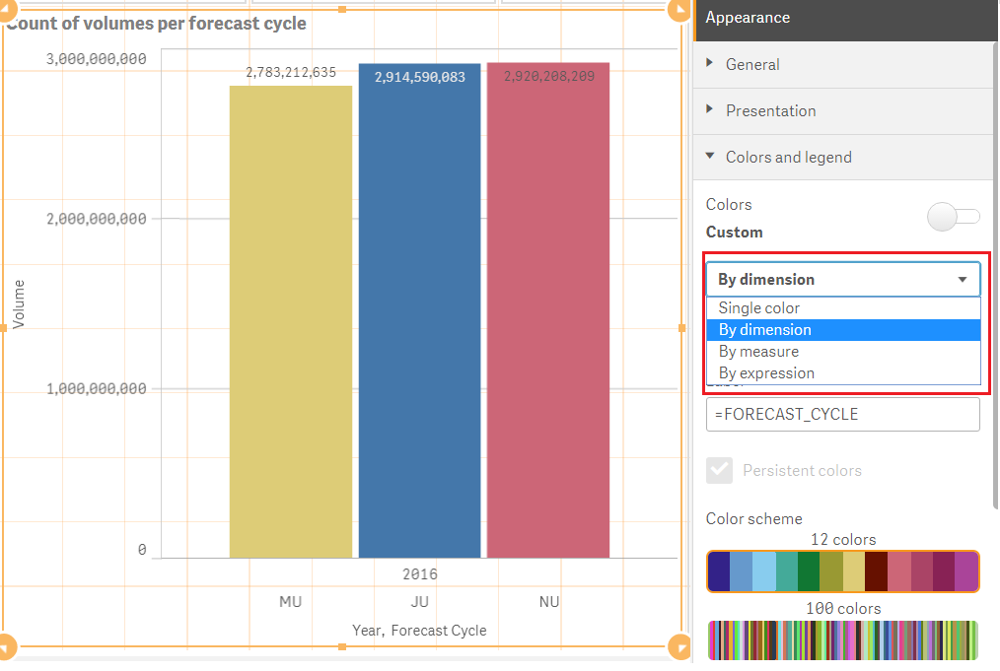 Count of volumes per forecast cycle
3,000,000,000
2,783,212,635
2,914,590,083
2,920,208,209
2,000,000,000
1,000,000,000
0
Volume
2016
MU JU NU
Year, Forecast Cycle
Appearance
General
Presentation
Colors and legend
Colors
Custom
By dimension
Single color
By dimension
By measure
By expression
=FORECAST_CYCLE
Persistent colors
Color scheme
12 colors
100 colors